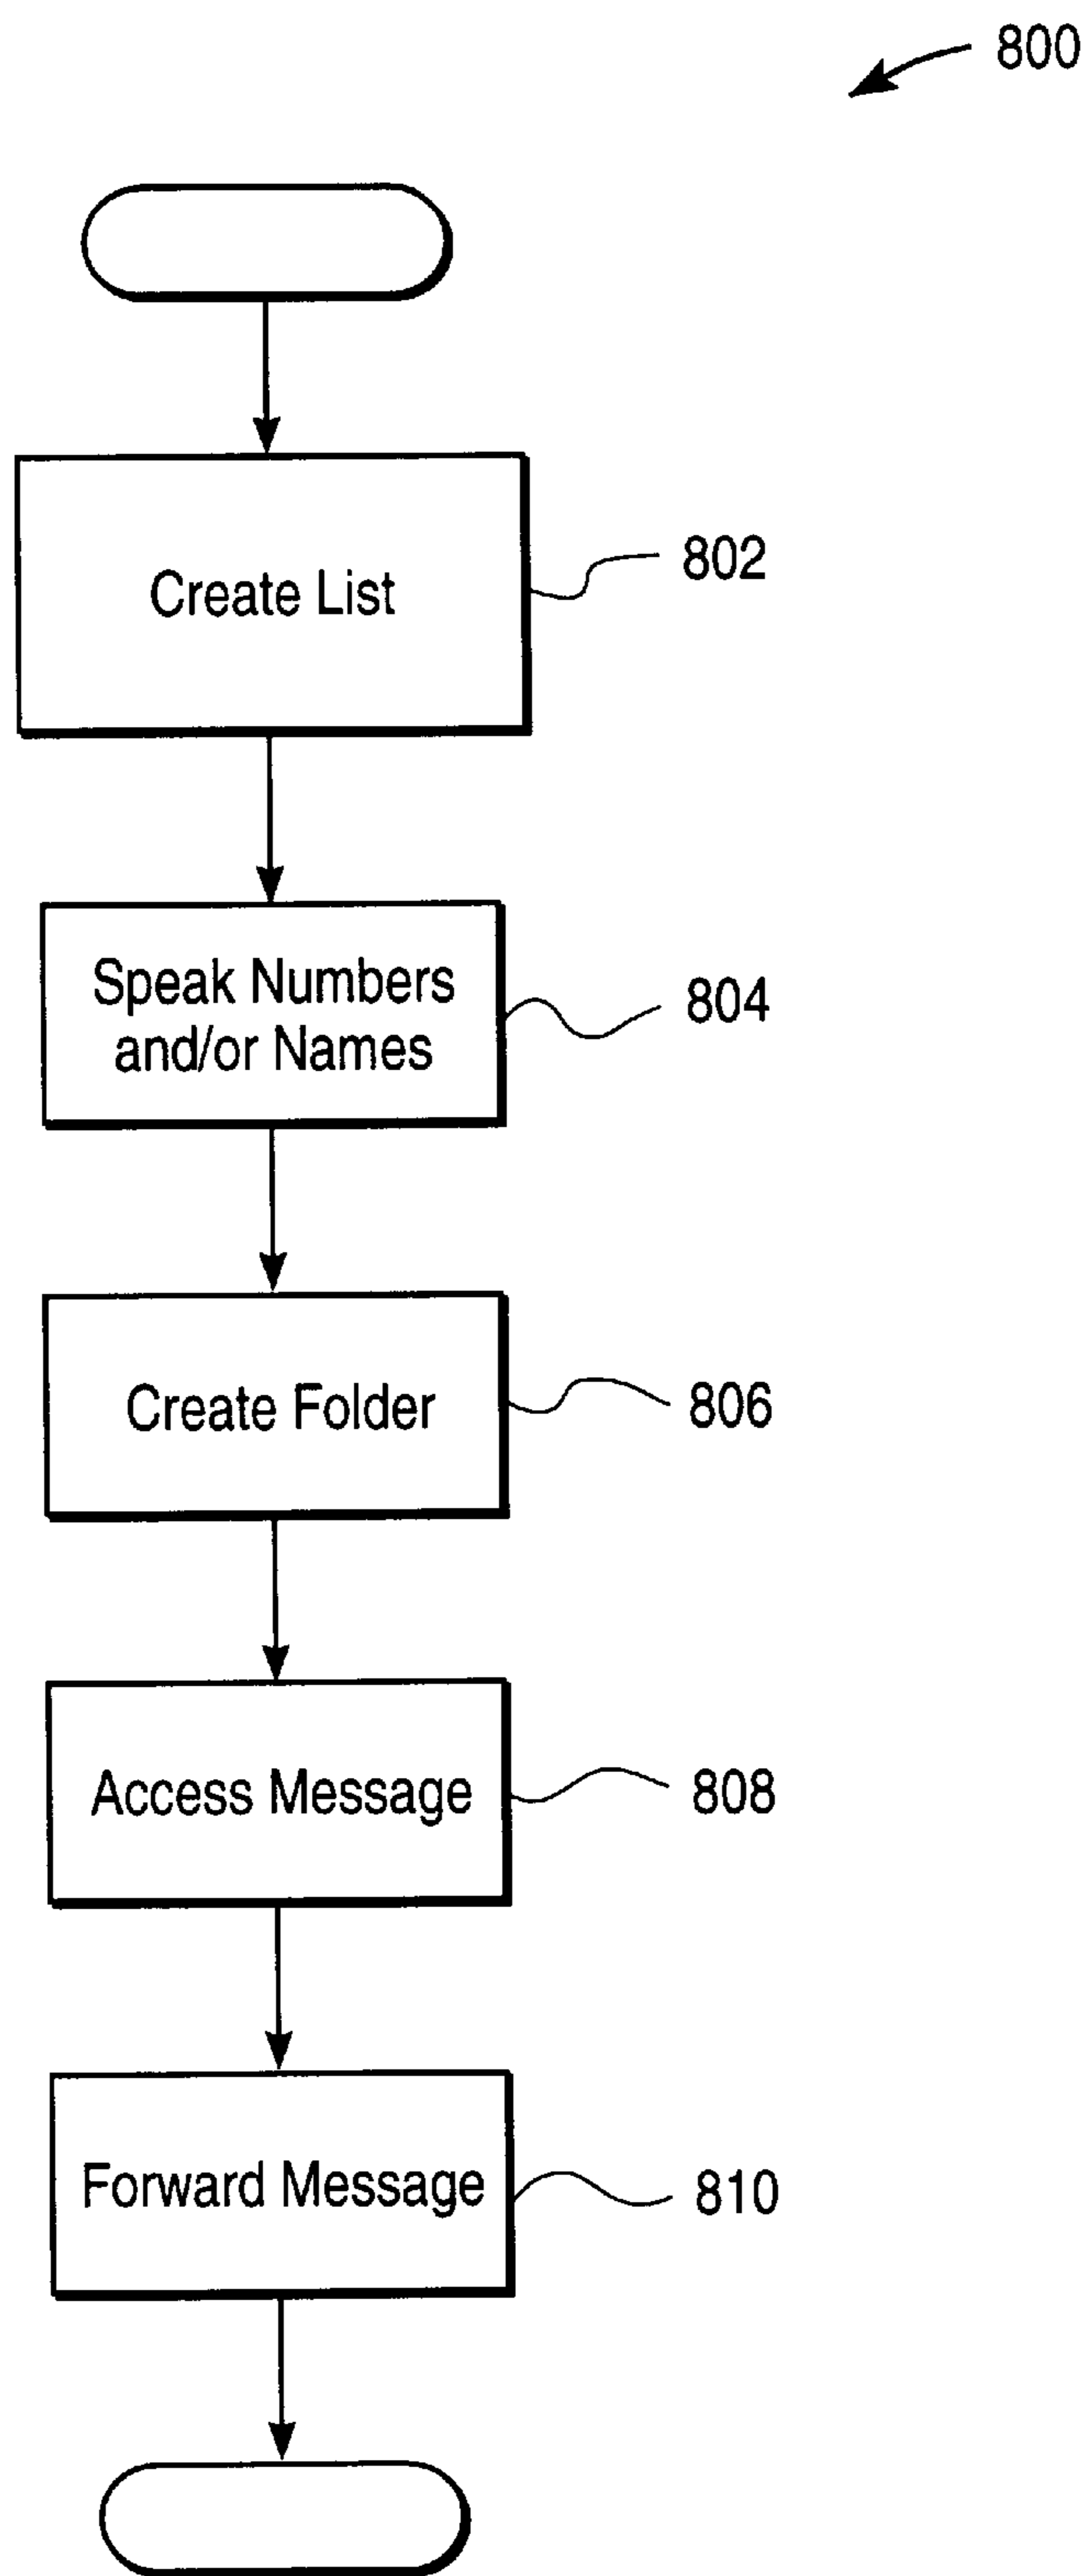 800
Create List
802
Speak Numbers
and/or Names
804
Create Folder
806
Access Message
808
Forward Message
810